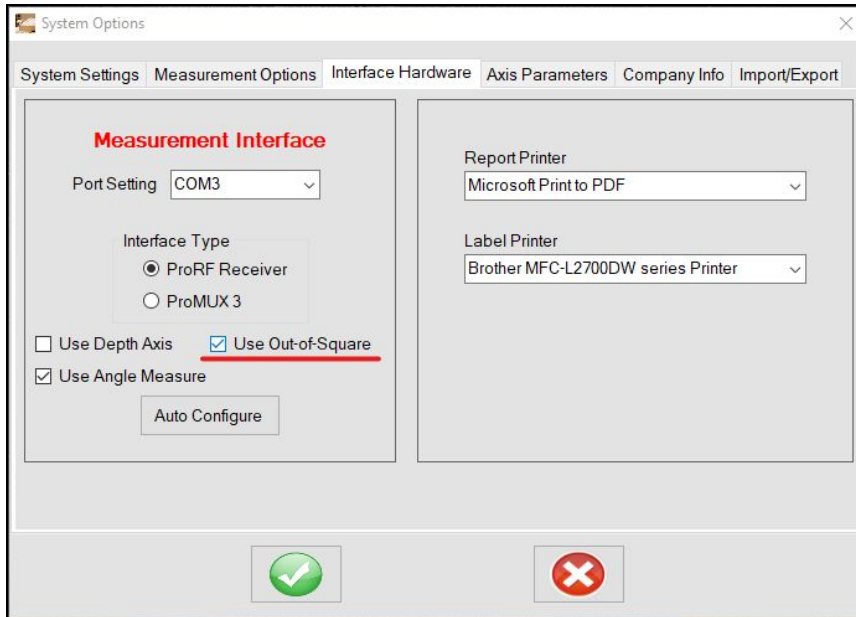 System Options
System Settings Measurement Options Interface Hardware Axis Parameters Company Info Import/Export
Measurement Interface
Port Setting COM3
Interface Type
ProRF Receiver
ProMUX 3
Use Depth Axis Use Out-of-Square
Use Angle Measure
Auto Configure
Report Printer
Microsoft Print to PDF
Label Printer
Brother MFC-L2700DW series Printer